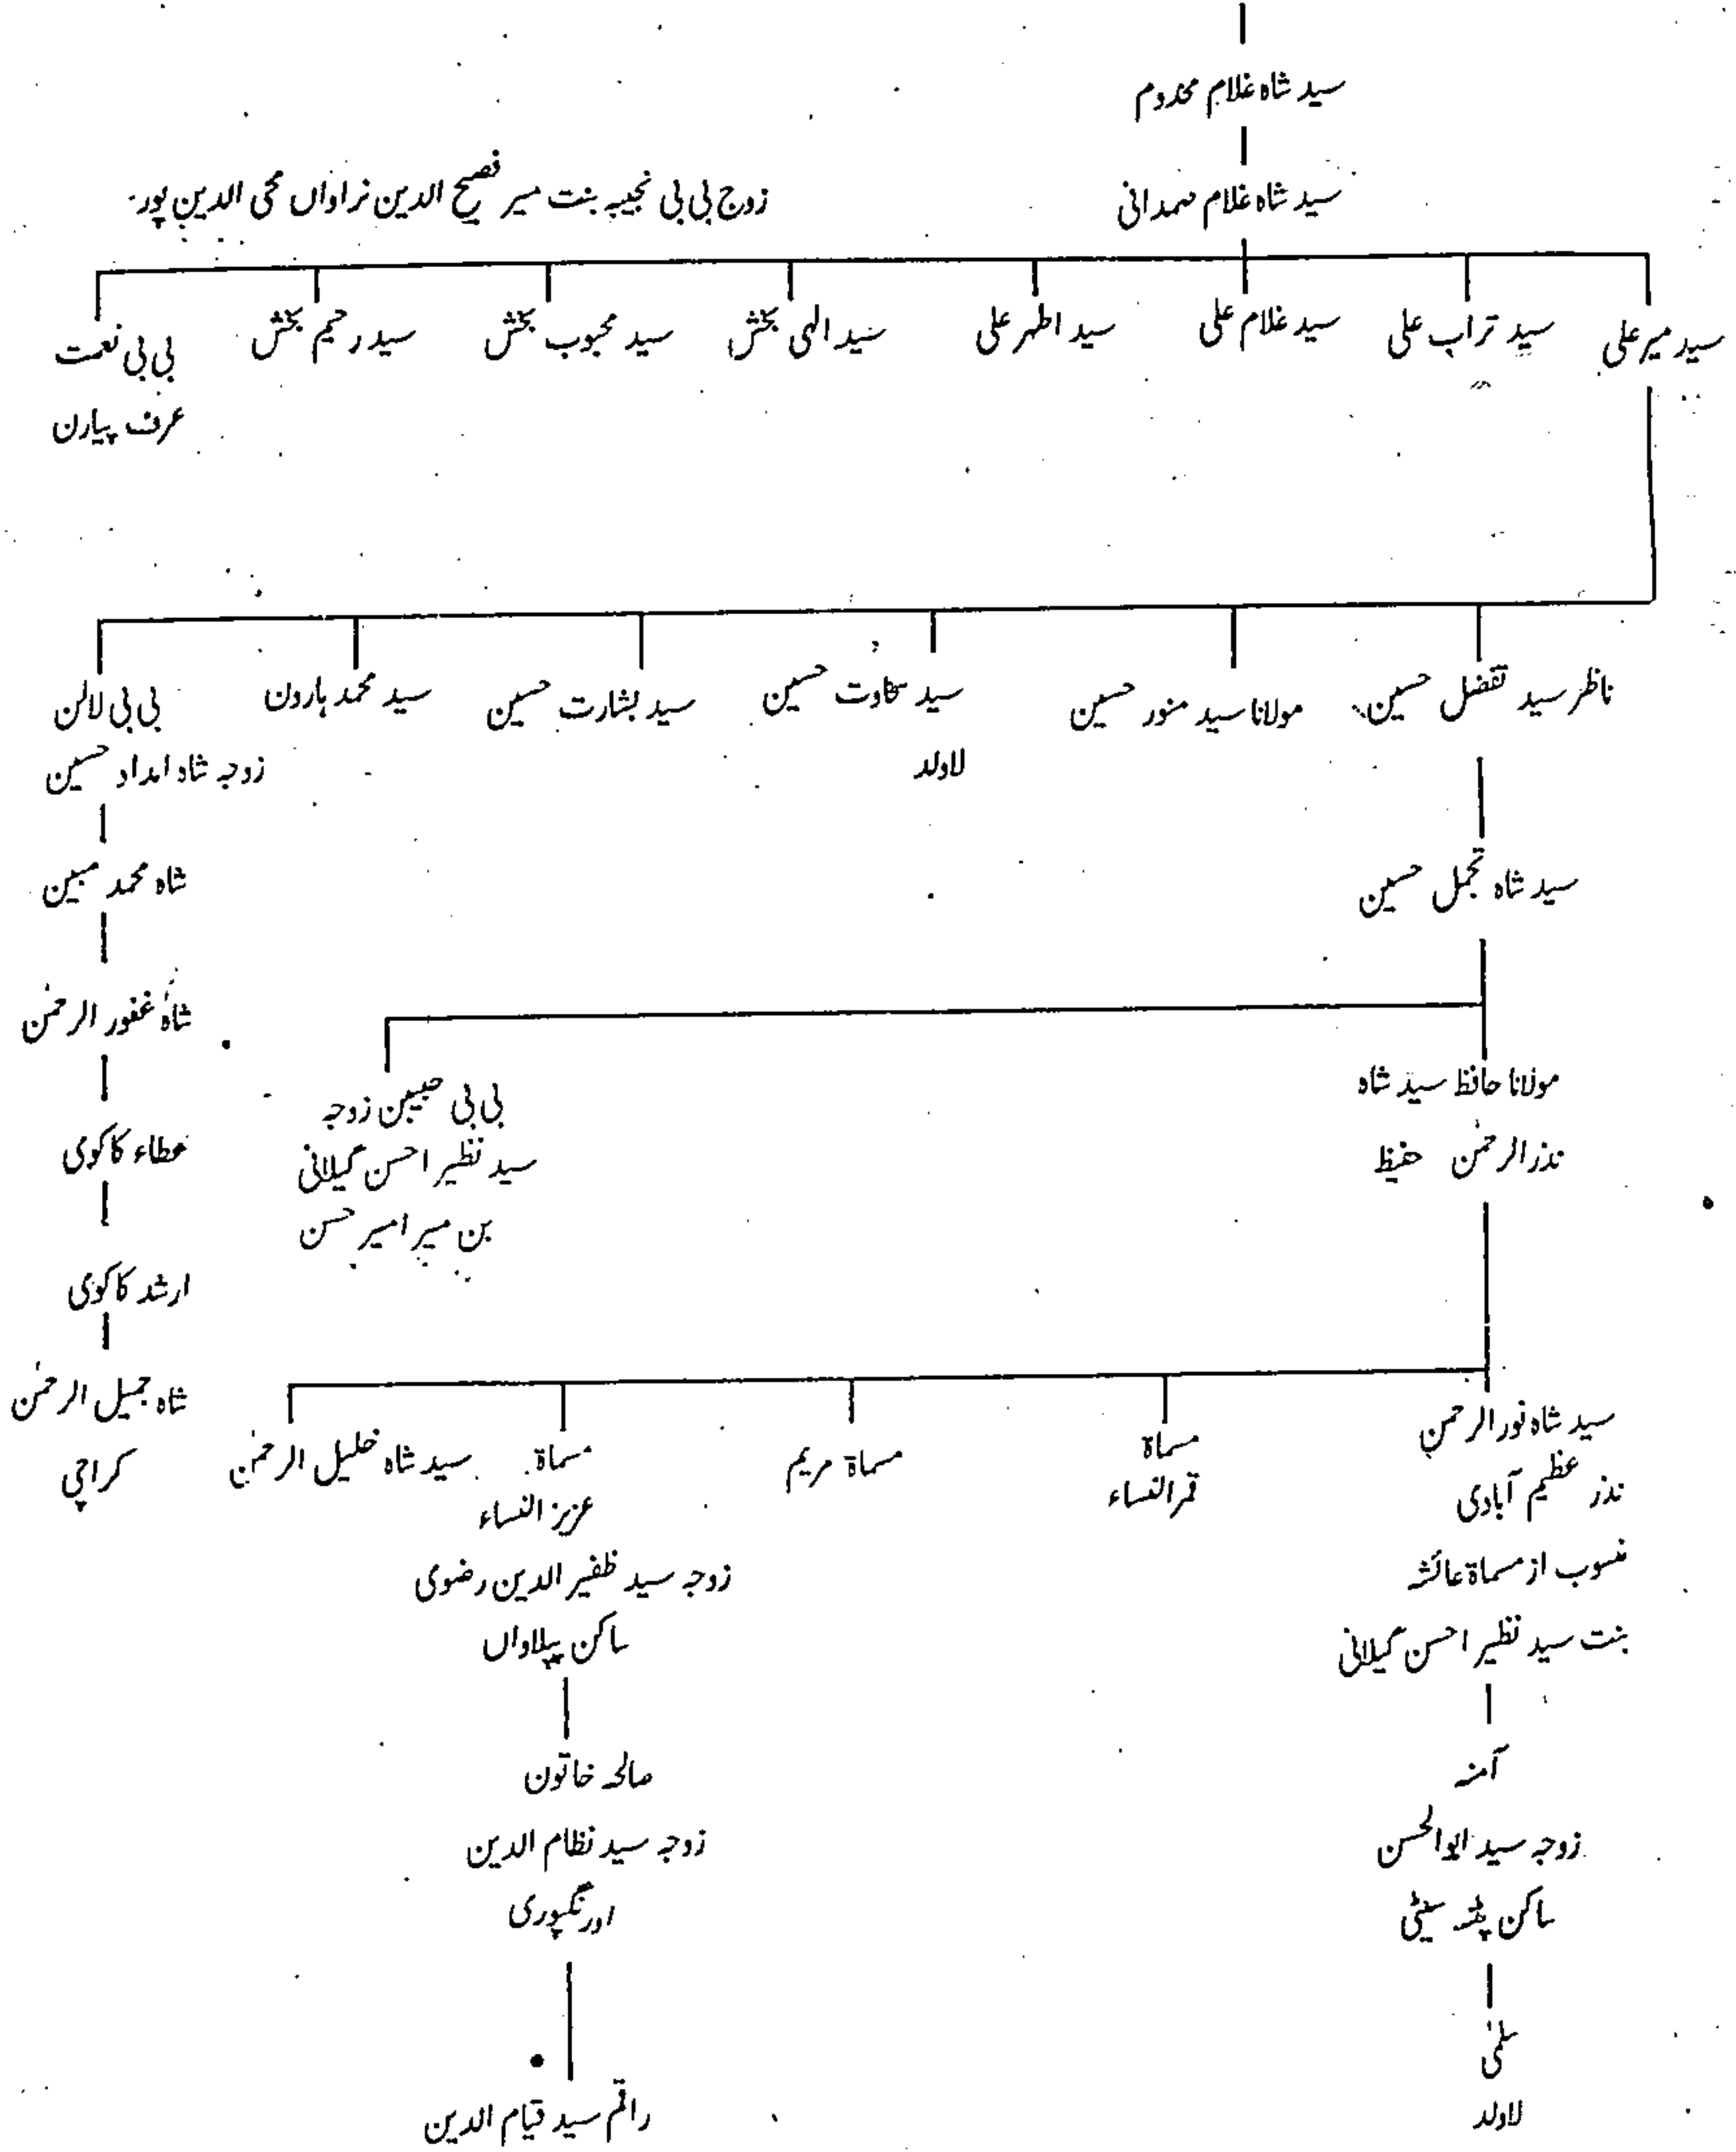 سید شاہ غلام مخدوم
سید شاہ غلام صمدانی
زوج بی بی نجیبہ بنت میر فصیح الدین نراواں محی الدین پور
سید میر علی
سید تراب علی
سید غلام علی
سید اطہر علی
سید الہی بخش
سید محبوب بخش
سید رحیم بخش
بی بی نعمت
عرف پیارن
ناظر سید تفضل حسین
مولانا سید منور حسین
سید سخاوت حسین
لاولد
سید بشارت حسین
سید محمد ہارون
بی بی لالن
زوجہ شاہ امداد حسین
شاہ محمد مبین
شاہ غفور الرحمٰن
عطاء کاکوی
ارشد کاکوی
شاہ جمیل الرحمٰن
کراچی
سید شاہ تجمل حسین
مولانا حافظ سید شاہ
نذر الرحمٰن حفیظ
بی بی حبیبن زوجہ
سید نظیر احسن گیلانی
بن میر امیر حسن
سید شاہ نور الرحمن
نذر عظیم آبادی
منسوب از مسماۃ عائشہ
بنت سید نظیر احسن گیلانی
آمنہ
زوجہ سید ابوالحسن
ساکن پٹنہ سیٹی
سلمیٰ
لاولد
مسماۃ
قمر النساء
مسماۃ مریم
مسماۃ
عزیز النساء
زوجہ سید ظفیر الدین رضوی
ساکن پیلاواں
صالحہ خاتون
زوجہ سید نظام الدین
اورنگپوری
راقم سید قیام الدین
سید شاہ خلیل الرحمٰن